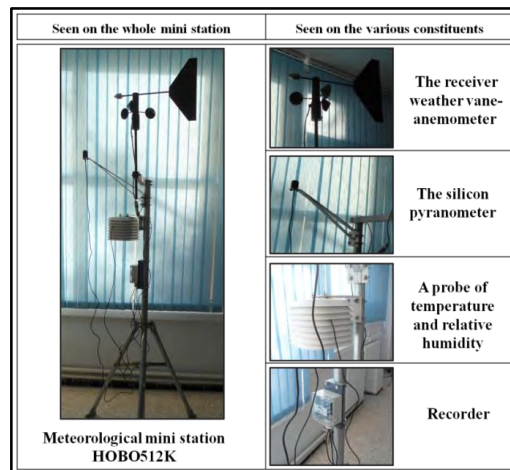 Seen on the whole mini station
Seen on the various constituents
The receiver
weather vane-
anemometer
The silicon
pyranometer
A probe of
temperature
and relative
humidity
Recorder
Meteorological mini station
HOBO512K